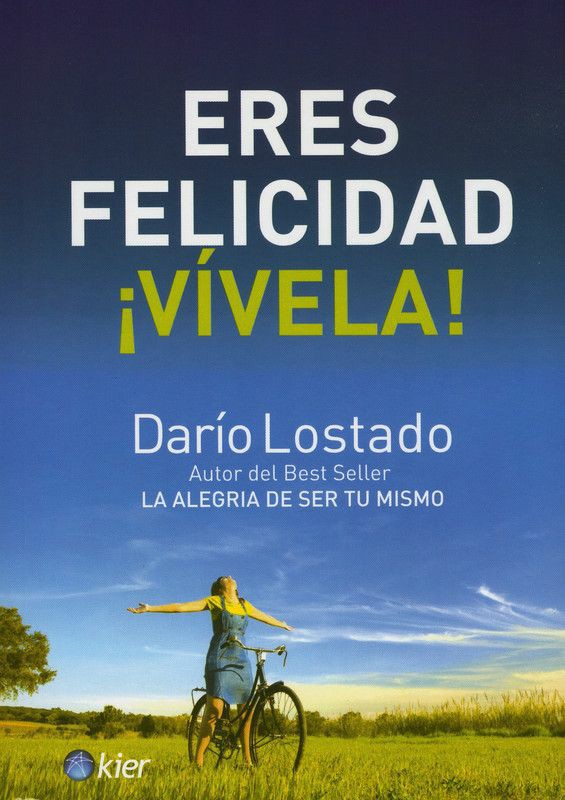 ERES
FELICIDAD
¡VÍVELA!
Darío Lostado
Autor del Best Seller
LA ALEGRIA DE SER TU MISMO
kier